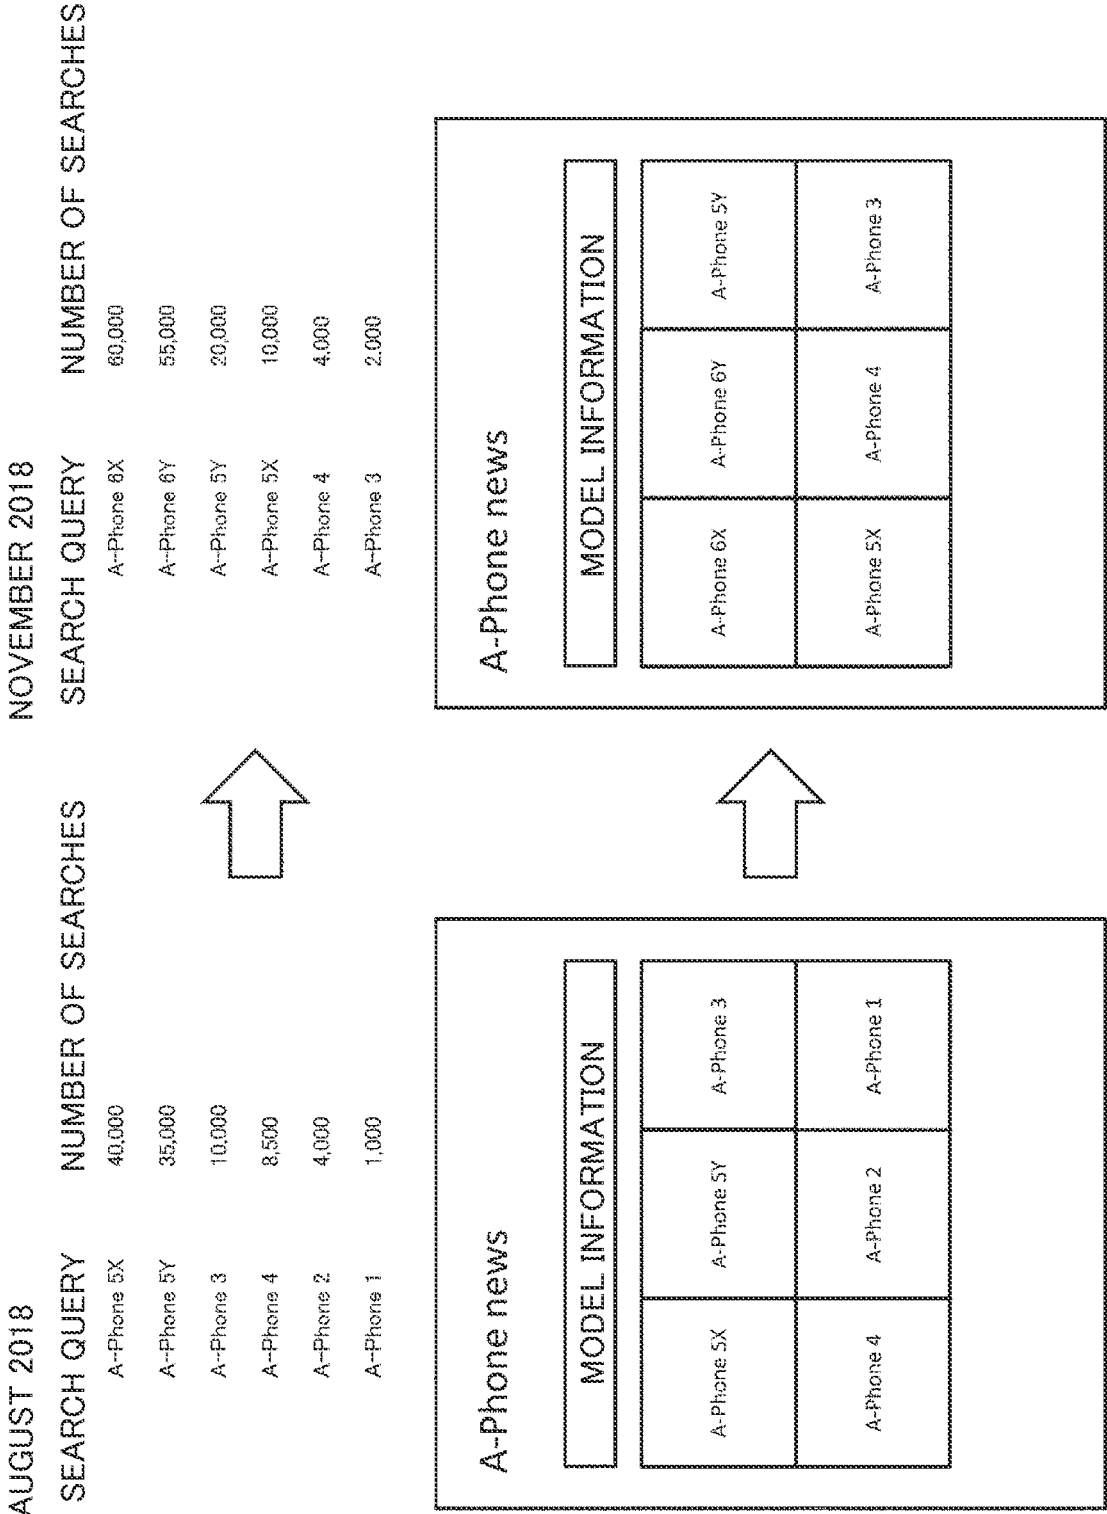 AUGUST 2018
SEARCH QUERY NUMBER OF SEARCHES
A-Phone 5X 40,000
A-Phone 5Y 35,000
A-Phone 3 10,000
A-Phone 4 8,500
A-Phone 2 4,000
A-Phone 1 1,000
A-Phone news
MODEL INFORMATION
A-Phone 5X A-Phone 5Y A-Phone 3
A-Phone 4 A-Phone 2 A-Phone 1
NOVEMBER 2018
SEARCH QUERY NUMBER OF SEARCHES
A-Phone 6X 60,000
A-Phone 6Y 55,000
A-Phone 5Y 20,000
A-Phone 5X 10,000
A-Phone 4 4,000
A-Phone 3 2,000
A-Phone news
MODEL INFORMATION
A-Phone 6X A-Phone 6Y A-Phone 5Y
A-Phone 5X A-Phone 4 A-Phone 3